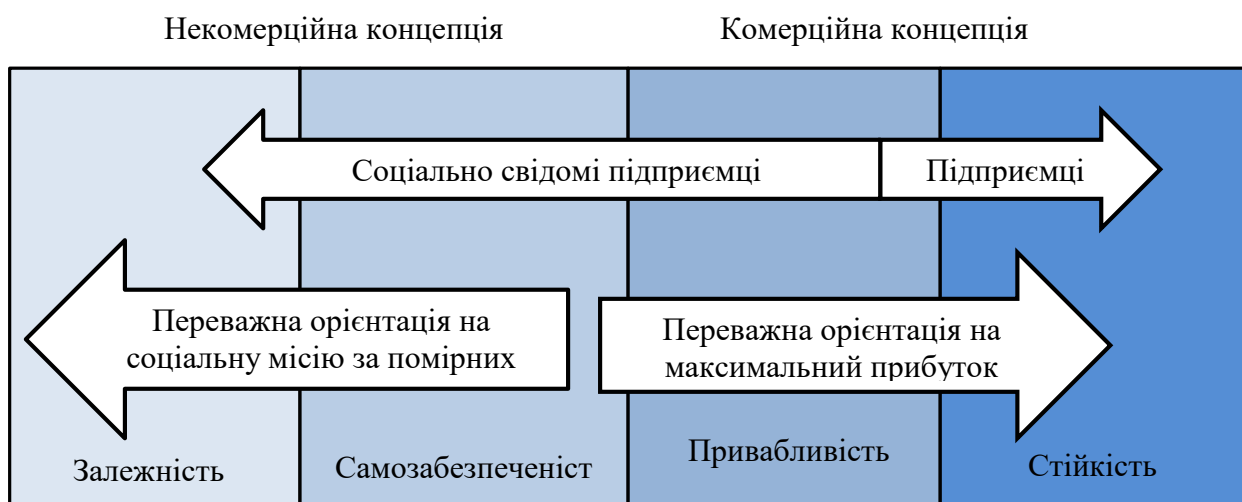 Некомерційна концепція
Комерційна концепція
Соціально свідомі підприємці
Підприємці
Переважна орієнтація на
соціальну місію за помірних
Переважна орієнтація на
максимальний прибуток
Залежність
Самозабезпеченіст
Привабливість
Стійкість